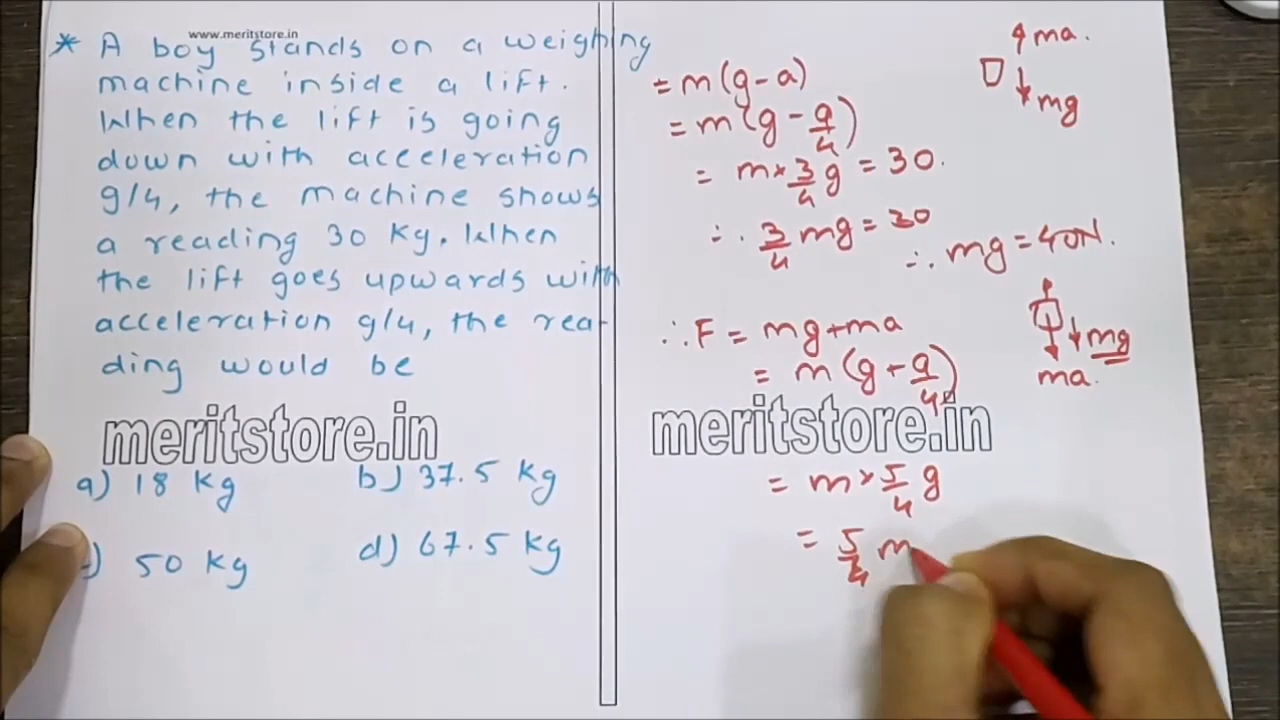 www.meritstore.in
* A boy stands on a weighing
machine inside a lift.
When the lift is going
down with acceleration
g/4, the machine shows
a reading 30 Kg. When
the lift goes upwards with
acceleration g/4, the rea-
ding would be
meritstore.in
a) 18 Kg b) 37.5 Kg
) 50 Kg d) 67.5 Kg
= m(g-a)
= m(g - g/4)
= m × 3/4 g = 30.
∴ 3/4 mg = 30
∴ mg = 40N.
ma.
mg
∴ F = mg+ma
= m(g + g/4)
mg
ma.
meritstore.in
= m × 5/4 g
= 5/4 m